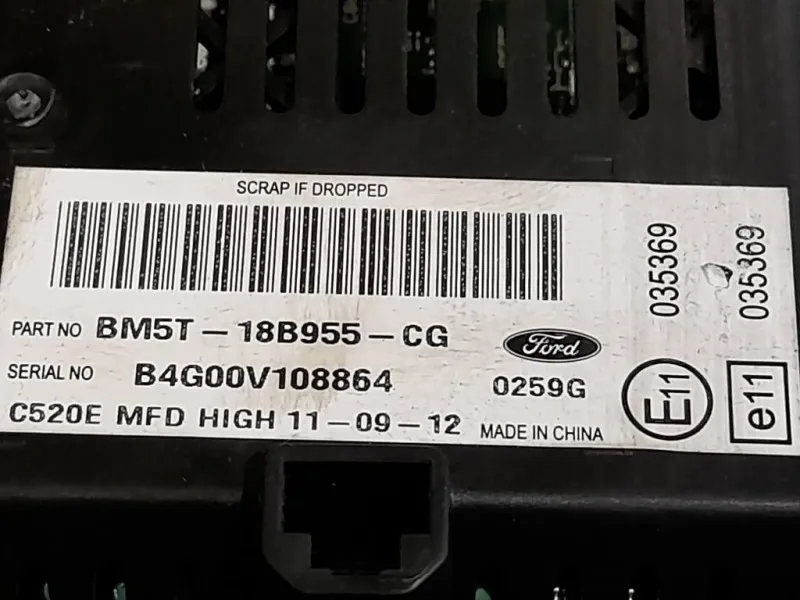 SCRAP IF DROPPED
PART NO BM5T-18B955-CG
Ford
SERIAL NO B4G00V108864
0259G
C520E MFD HIGH 11-09-12
MADE IN CHINA
035369
E11
035369
e11